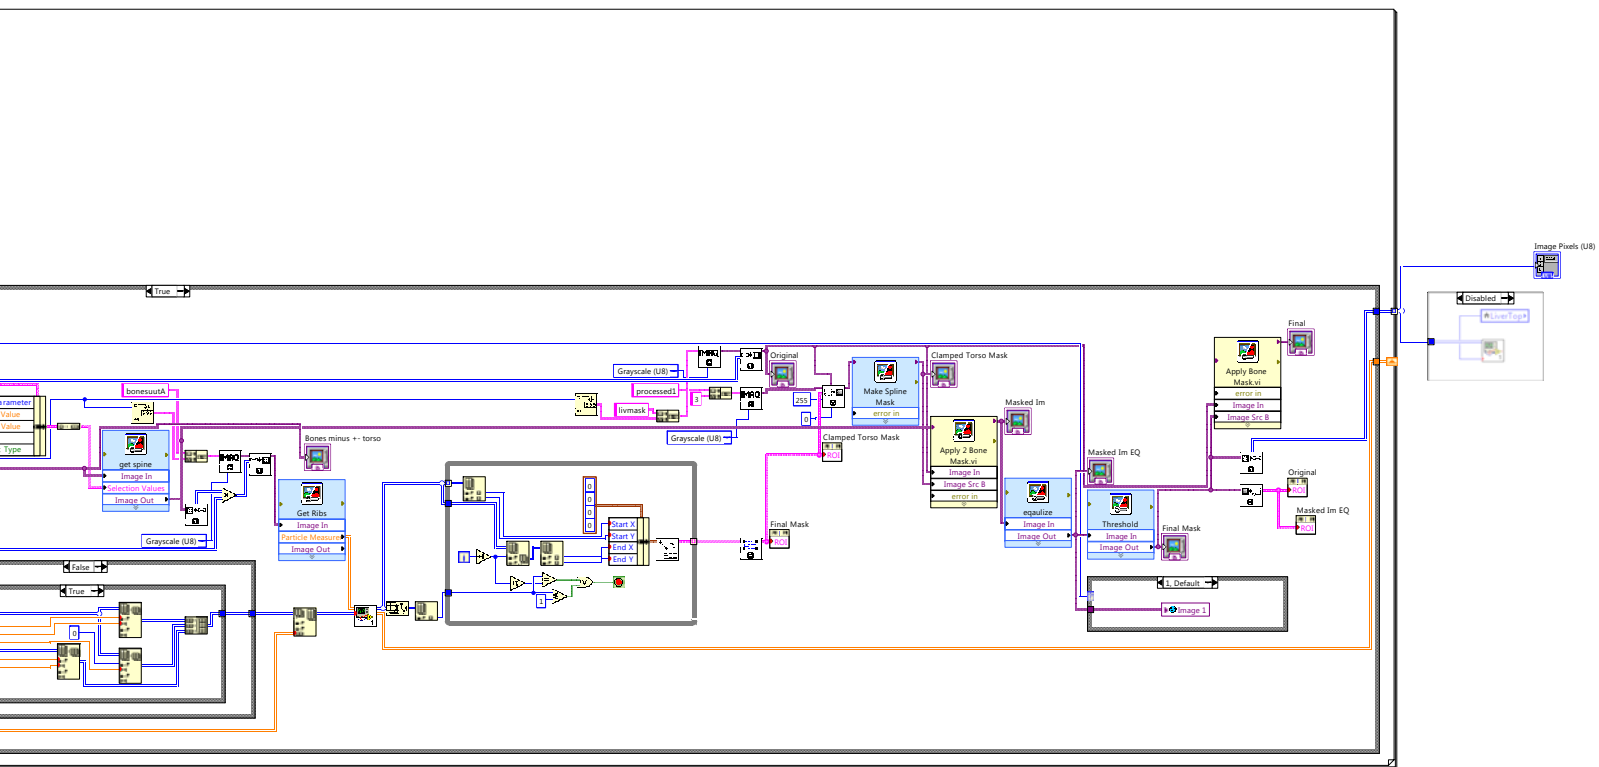 Image Pixels (U8)
True
Disabled
LiverTop
Final
Original
Clamped Torso Mask
IMAQ
Grayscale (U8)
Apply Bone
Mask.vi
error in
Image In
Image Src B
bonesuutA
processed1
3
IMAQ
255
0
Make Spline
Mask
error in
livmask
Masked Im
arameter
Value
Value
Type
Grayscale (U8)
Clamped Torso Mask
ROI
Bones minus +- torso
get spine
Image In
Selection Values
Image Out
IMAQ
Apply 2 Bone
Mask.vi
Image In
Image Src B
error in
Masked Im EQ
Original
ROI
Get Ribs
Image In
Particle Measure
Image Out
0
0
0
0
Start X
Start Y
End X
End Y
i
1
eqaulize
Image In
Image Out
Threshold
Image In
Image Out
Masked Im EQ
ROI
Final Mask
ROI
Final Mask
Grayscale (U8)
False
True
0
1, Default
Image 1